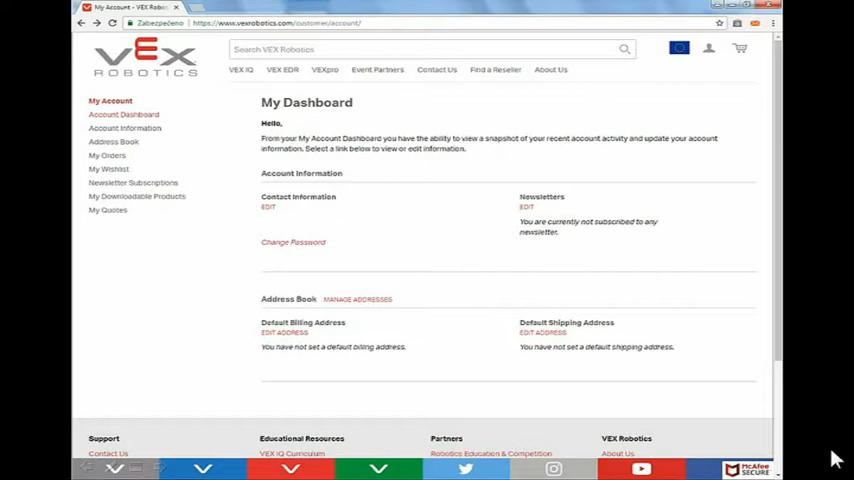 My Account - VEX Robot
Zabezpečeno
https://www.vexrobotics.com/customer/account/
VEX
ROBOTICS
Search VEX Robotics
VEX IQ
VEX EDR
VEXpro
Event Partners
Contact Us
Find a Reseller
About Us
My Account
Account Dashboard
Account Information
Address Book
My Orders
My Wishlist
Newsletter Subscriptions
My Downloadable Products
My Quotes
My Dashboard
Hello,
From your My Account Dashboard you have the ability to view a snapshot of your recent account activity and update your account
information. Select a link below to view or edit information.
Account Information
Contact Information
EDIT
Change Password
Newsletters
EDIT
You are currently not subscribed to any
newsletter.
Address Book
MANAGE ADDRESSES
Default Billing Address
EDIT ADDRESS
You have not set a default billing address.
Default Shipping Address
EDIT ADDRESS
You have not set a default shipping address.
Support
Contact Us
Educational Resources
VEX IQ Curriculum
Partners
Robotics Education & Competition
VEX Robotics
About Us
McAfee
SECURE